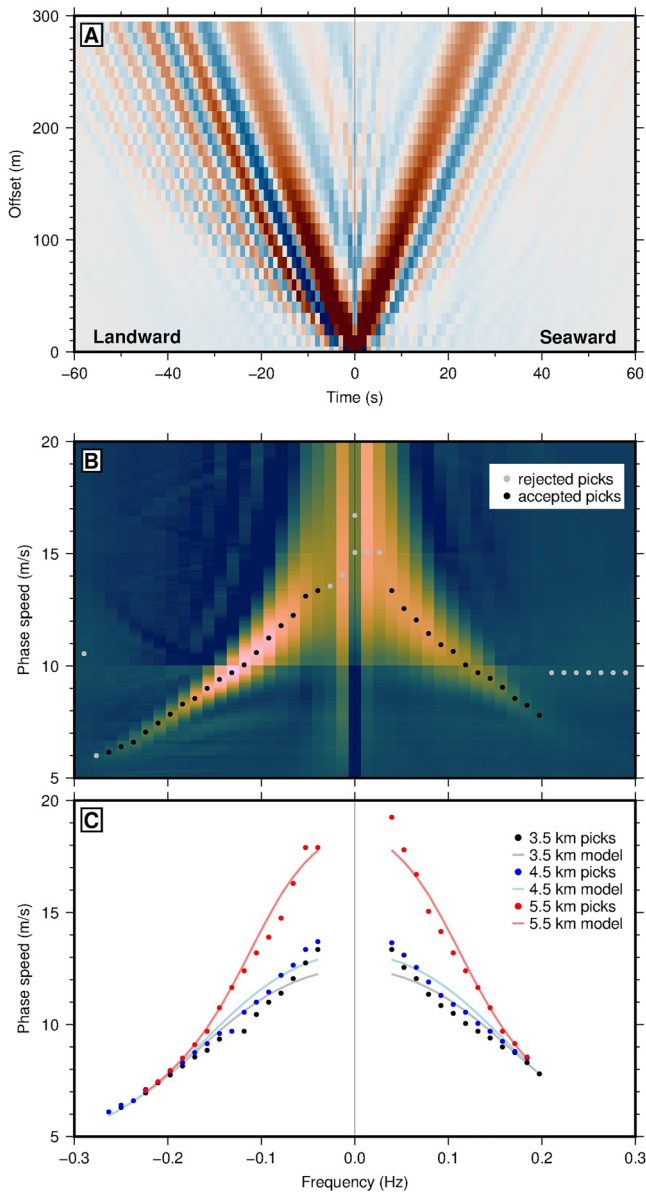 300
A
200
Offset (m)
100
Landward
Seaward
0
−60
−40
−20
0
20
40
60
Time (s)
20
B
rejected picks
accepted picks
15
Phase speed (m/s)
10
5
20
C
3.5 km picks
3.5 km model
4.5 km picks
4.5 km model
5.5 km picks
5.5 km model
15
Phase speed (m/s)
10
5
−0.3
−0.2
−0.1
0.0
0.1
0.2
0.3
Frequency (Hz)